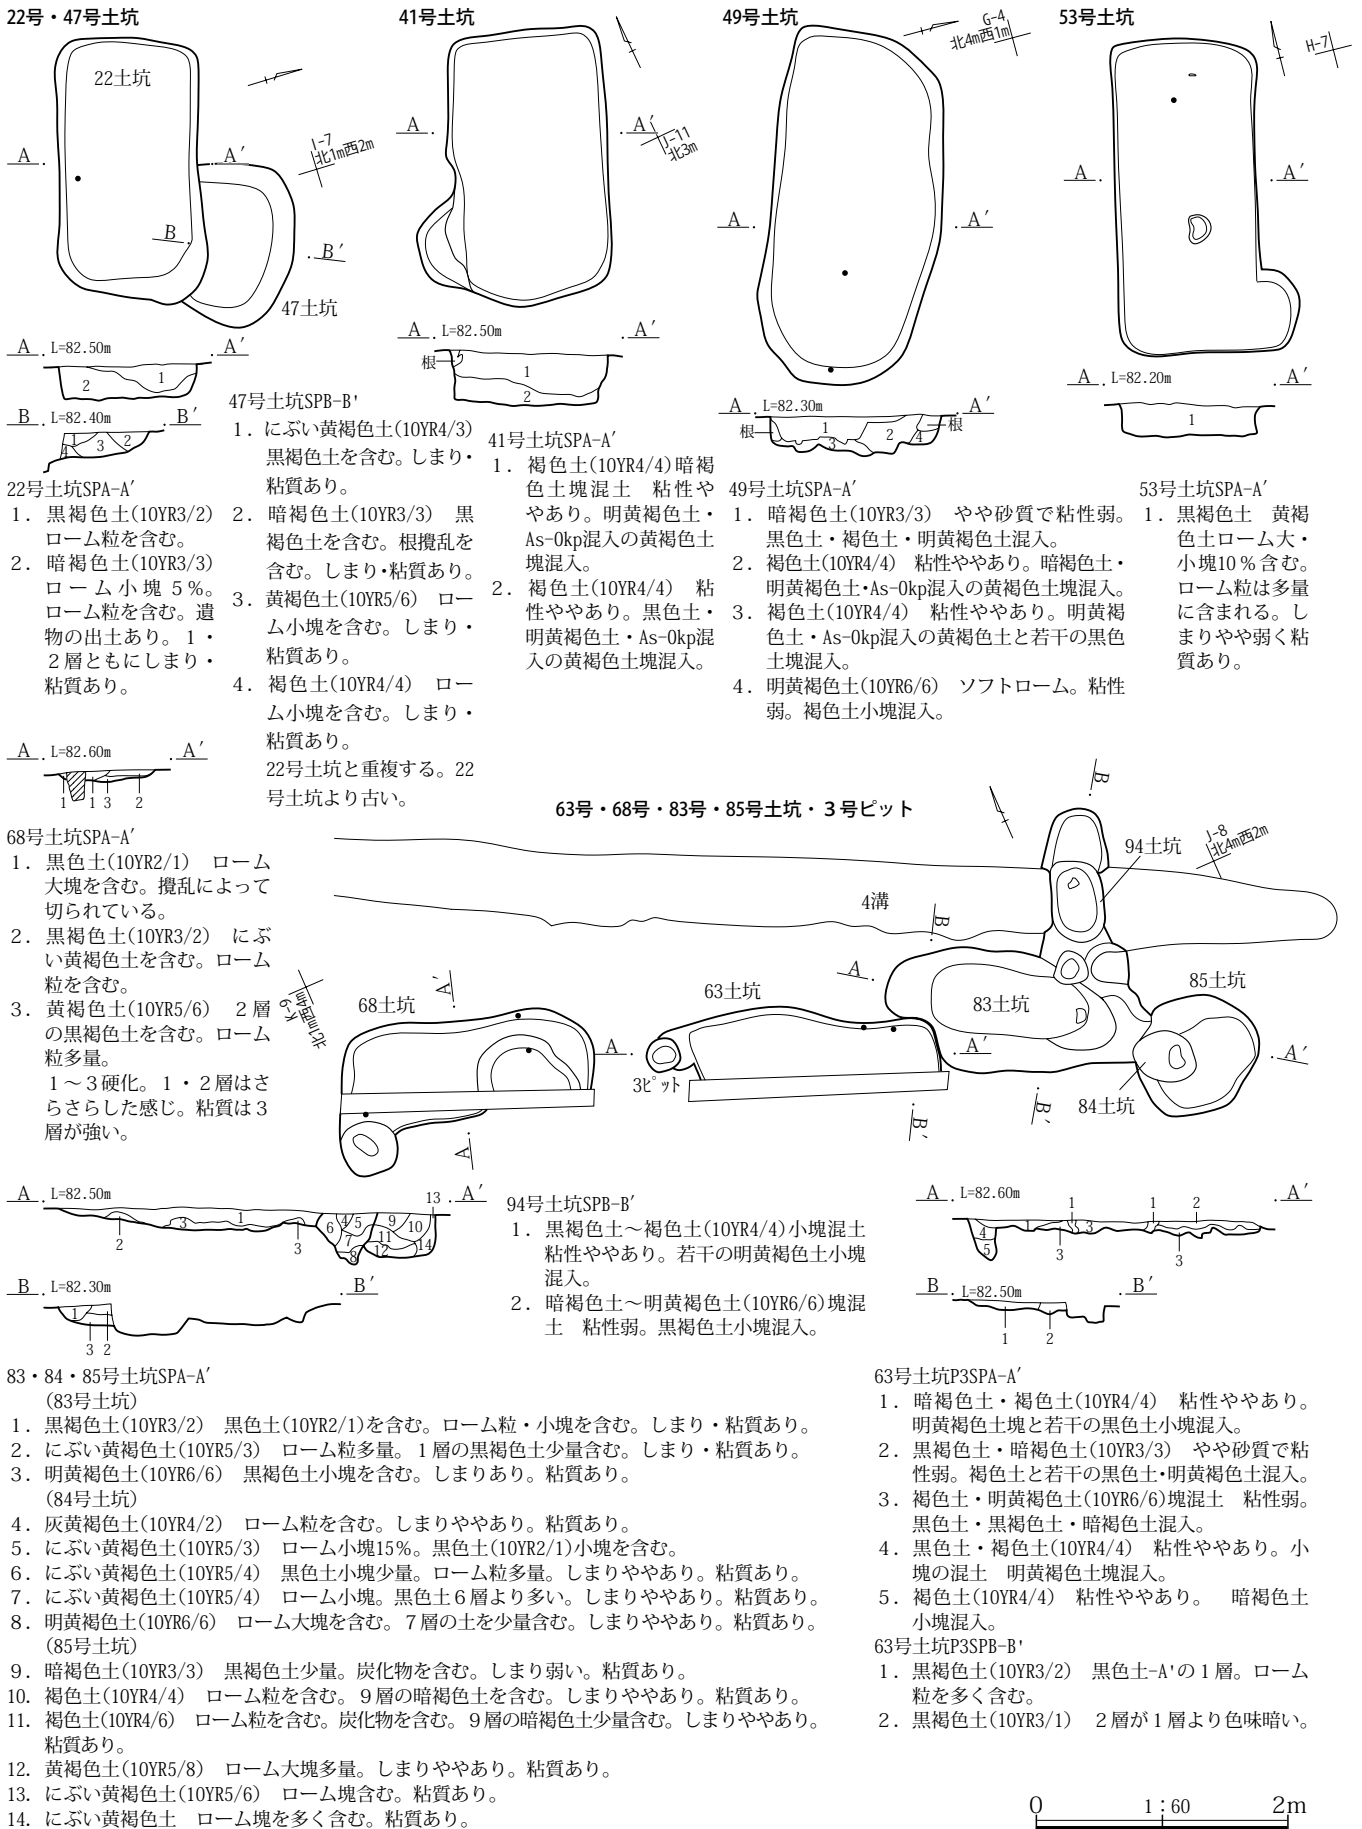 22号・47号土坑
41号土坑
49号土坑
53号土坑
22土坑
A
A′
B
B′
47土坑
I-7
北1m西2m
A
A′
J-11
北3m
G-4
北4m西1m
A
A′
H-7
A
A′
A L=82.50m A′
2
1
B L=82.40m B′
1
2
3
4
A L=82.50m A′
根
1
2
A L=82.30m A′
根
1
2
3
4
根
A L=82.20m A′
1
22号土坑SPA-A′
1. 黒褐色土(10YR3/2)
ローム粒を含む。
2. 暗褐色土(10YR3/3)
ローム小塊5%。
ローム粒を含む。遺
物の出土あり。1・
2層ともにしまり・
粘質あり。
47号土坑SPB-B'
1. にぶい黄褐色土(10YR4/3)
黒褐色土を含む。しまり・
粘質あり。
2. 暗褐色土(10YR3/3) 黒
褐色土を含む。根攪乱を
含む。しまり・粘質あり。
3. 黄褐色土(10YR5/6) ロー
ム小塊を含む。しまり・
粘質あり。
4. 褐色土(10YR4/4) ロー
ム小塊を含む。しまり・
粘質あり。
22号土坑と重複する。22
号土坑より古い。
41号土坑SPA-A′
1. 褐色土(10YR4/4)暗褐
色土塊混土 粘性や
やあり。明黄褐色土・
As-Okp混入の黄褐色土
塊混入。
2. 褐色土(10YR4/4) 粘
性ややあり。黒色土・
明黄褐色土・As-Okp混
入の黄褐色土塊混入。
49号土坑SPA-A′
1. 暗褐色土(10YR3/3) やや砂質で粘性弱。
黒色土・褐色土・明黄褐色土混入。
2. 褐色土(10YR4/4) 粘性ややあり。暗褐色土・
明黄褐色土・As-Okp混入の黄褐色土塊混入。
3. 褐色土(10YR4/4) 粘性ややあり。明黄褐
色土・As-Okp混入の黄褐色土と若干の黒色
土塊混入。
4. 明黄褐色土(10YR6/6) ソフトローム。粘性
弱。褐色土小塊混入。
53号土坑SPA-A′
1. 黒褐色土 黄褐
色土ローム大・
小塊10%含む。
ローム粒は多量
に含まれる。し
まりやや弱く粘
質あり。
A L=82.60m A′
1 1 3 2
68号土坑SPA-A′
1. 黒色土(10YR2/1) ローム
大塊を含む。攪乱によって
切られている。
2. 黒褐色土(10YR3/2) にぶ
い黄褐色土を含む。ローム
粒を含む。
3. 黄褐色土(10YR5/6) 2層
の黒褐色土を含む。ローム
粒多量。
1~3硬化。1・2層はさ
らさらした感じ。粘質は3
層が強い。
63号・68号・83号・85号土坑・3号ピット
B
94土坑
J-8
北4m西2m
4溝
B
K-9
北1m西4m
68土坑
A′
63土坑
A
83土坑
85土坑
A
A′
A′
3ピット
84土坑
A
B′
B′
A L=82.50m 13 A′
1
2
3
3
4
5
6
7
8
9
10
11
12
14
B L=82.30m B′
1
3 2
94号土坑SPB-B′
1. 黒褐色土~褐色土(10YR4/4)小塊混土
粘性ややあり。若干の明黄褐色土小塊
混入。
2. 暗褐色土~明黄褐色土(10YR6/6)塊混
土 粘性弱。黒褐色土小塊混入。
A L=82.60m A′
1 1 2
4 1 3
5 3 3
B L=82.50m B′
1 2
83・84・85号土坑SPA-A′
(83号土坑)
1. 黒褐色土(10YR3/2) 黒色土(10YR2/1)を含む。ローム粒・小塊を含む。しまり・粘質あり。
2. にぶい黄褐色土(10YR5/3) ローム粒多量。1層の黒褐色土少量含む。しまり・粘質あり。
3. 明黄褐色土(10YR6/6) 黒褐色土小塊を含む。しまりあり。粘質あり。
(84号土坑)
4. 灰黄褐色土(10YR4/2) ローム粒を含む。しまりややあり。粘質あり。
5. にぶい黄褐色土(10YR5/3) ローム小塊15%。黒色土(10YR2/1)小塊を含む。
6. にぶい黄褐色土(10YR5/4) 黒色土小塊少量。ローム粒多量。しまりややあり。粘質あり。
7. にぶい黄褐色土(10YR5/4) ローム小塊。黒色土6層より多い。しまりややあり。粘質あり。
8. 明黄褐色土(10YR6/6) ローム大塊を含む。7層の土を少量含む。しまりややあり。粘質あり。
(85号土坑)
9. 暗褐色土(10YR3/3) 黒褐色土少量。炭化物を含む。しまり弱い。粘質あり。
10. 褐色土(10YR4/4) ローム粒を含む。9層の暗褐色土を含む。しまりややあり。粘質あり。
11. 褐色土(10YR4/6) ローム粒を含む。炭化物を含む。9層の暗褐色土少量含む。しまりややあり。
粘質あり。
12. 黄褐色土(10YR5/8) ローム大塊多量。しまりややあり。粘質あり。
13. にぶい黄褐色土(10YR5/6) ローム塊含む。粘質あり。
14. にぶい黄褐色土 ローム塊を多く含む。粘質あり。
63号土坑P3SPA-A′
1. 暗褐色土・褐色土(10YR4/4) 粘性ややあり。
明黄褐色土塊と若干の黒色土小塊混入。
2. 黒褐色土・暗褐色土(10YR3/3) やや砂質で粘
性弱。褐色土と若干の黒色土・明黄褐色土混入。
3. 褐色土・明黄褐色土(10YR6/6)塊混土 粘性弱。
黒色土・黒褐色土・暗褐色土混入。
4. 黒色土・褐色土(10YR4/4) 粘性ややあり。小
塊の混土 明黄褐色土塊混入。
5. 褐色土(10YR4/4) 粘性ややあり。 暗褐色土
小塊混入。
63号土坑P3SPB-B'
1. 黒褐色土(10YR3/2) 黒色土-A'の1層。ローム
粒を多く含む。
2. 黒褐色土(10YR3/1) 2層が1層より色味暗い。
0 1:60 2m